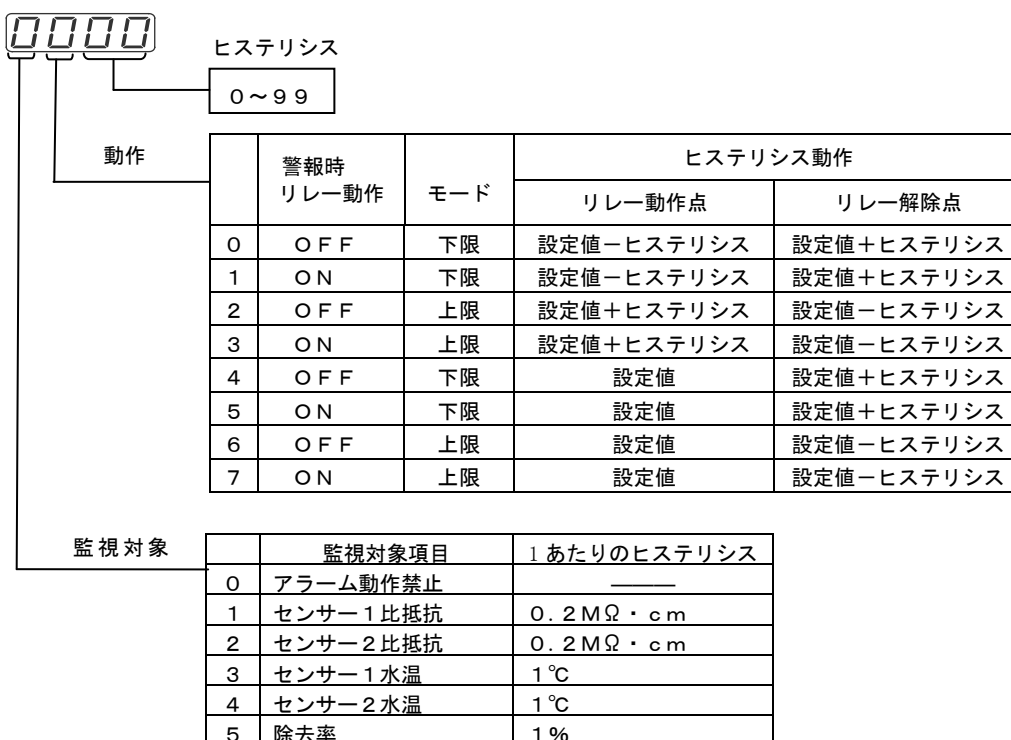 0000
ヒステリシス
0～99
動作
警報時 リレー動作 モード ヒステリシス動作
リレー動作点 リレー解除点
0 OFF 下限 設定値－ヒステリシス 設定値＋ヒステリシス
1 ON 下限 設定値－ヒステリシス 設定値＋ヒステリシス
2 OFF 上限 設定値＋ヒステリシス 設定値－ヒステリシス
3 ON 上限 設定値＋ヒステリシス 設定値－ヒステリシス
4 OFF 下限 設定値 設定値＋ヒステリシス
5 ON 下限 設定値 設定値＋ヒステリシス
6 OFF 上限 設定値 設定値－ヒステリシス
7 ON 上限 設定値 設定値－ヒステリシス
監視対象
監視対象項目 1あたりのヒステリシス
0 アラーム動作禁止 ———
1 センサー1比抵抗 0.2MΩ・cm
2 センサー2比抵抗 0.2MΩ・cm
3 センサー1水温 1℃
4 センサー2水温 1℃
5 除去率 1%